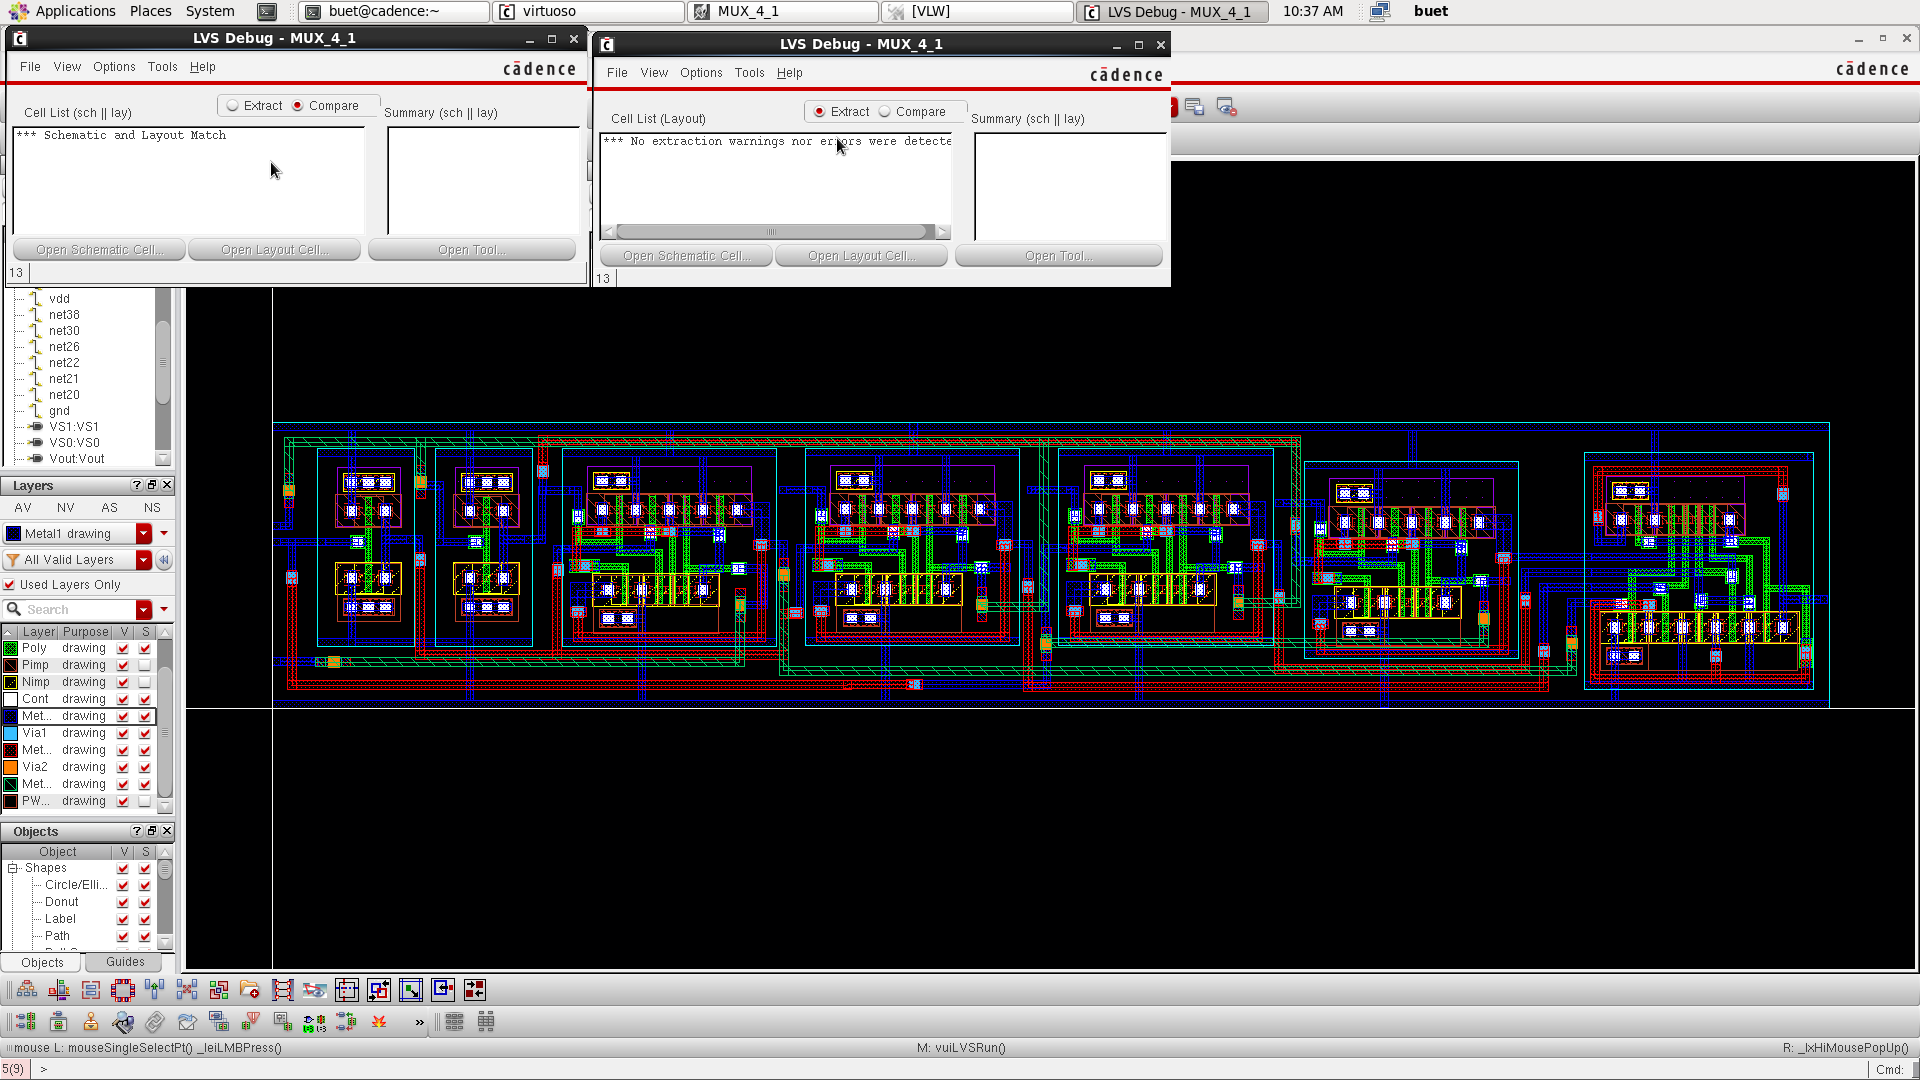 Applications Places System buet@cadence:~ virtuoso MUX_4_1 [VLW] LVS Debug - MUX_4_1 10:37 AM buet
LVS Debug - MUX_4_1
File View Options Tools Help cādence
Extract Compare
Cell List (sch || lay) Summary (sch || lay)
*** Schematic and Layout Match
Open Schematic Cell... Open Layout Cell... Open Tool...
13
LVS Debug - MUX_4_1
File View Options Tools Help cādence
Extract Compare
Cell List (Layout) Summary (sch || lay)
*** No extraction warnings nor errors were detecte
Open Schematic Cell... Open Layout Cell... Open Tool...
13
cādence
vdd
net38
net30
net26
net22
net21
net20
gnd
VS1:VS1
VS0:VS0
Vout:Vout
Layers
AV NV AS NS
Metal1 drawing
All Valid Layers
Used Layers Only
Search
Layer Purpose V S
Poly drawing
Pimp drawing
Nimp drawing
Cont drawing
Met... drawing
Via1 drawing
Met... drawing
Via2 drawing
Met... drawing
PW... drawing
Objects
Object V S
Shapes
Circle/Elli...
Donut
Label
Path
Objects Guides
»
mouse L: mouseSingleSelectPt() _leiLMBPress() M: vuiLVSRun() R: _lxHiMousePopUp()
5(9) > Cmd: